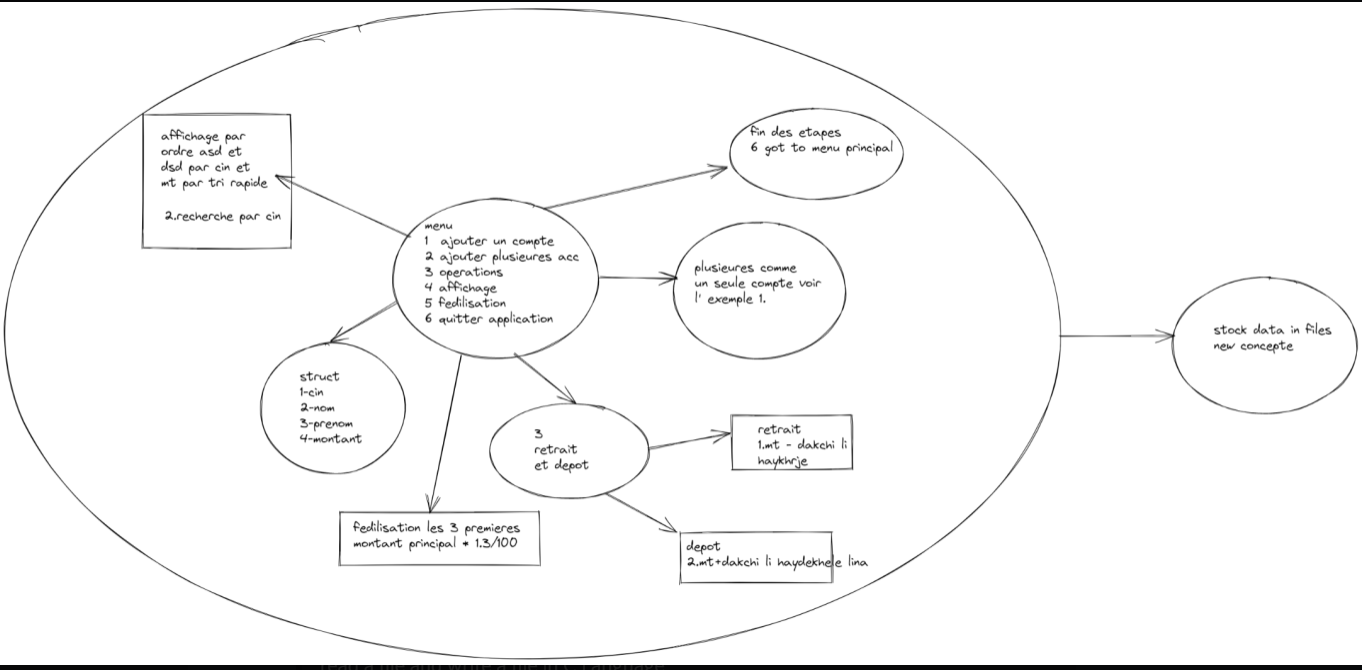 affichage par
ordre asd et
dsd par cin et
mt par tri rapide
2.recherche par cin
fin des etapes
6 got to menu principal
menu
1 ajouter un compte
2 ajouter plusieures acc
3 operations
4 affichage
5 fedilisation
6 quitter application
plusieures comme
un seule compte voir
l' exemple 1.
stock data in files
new concepte
struct
1-cin
2-nom
3-prenom
4-montant
3
retrait
et depot
retrait
1.mt - dakchi li
haykhrje
fedilisation les 3 premieres
montant principal * 1.3/100
depot
2.mt+dakchi li haydekhele lina